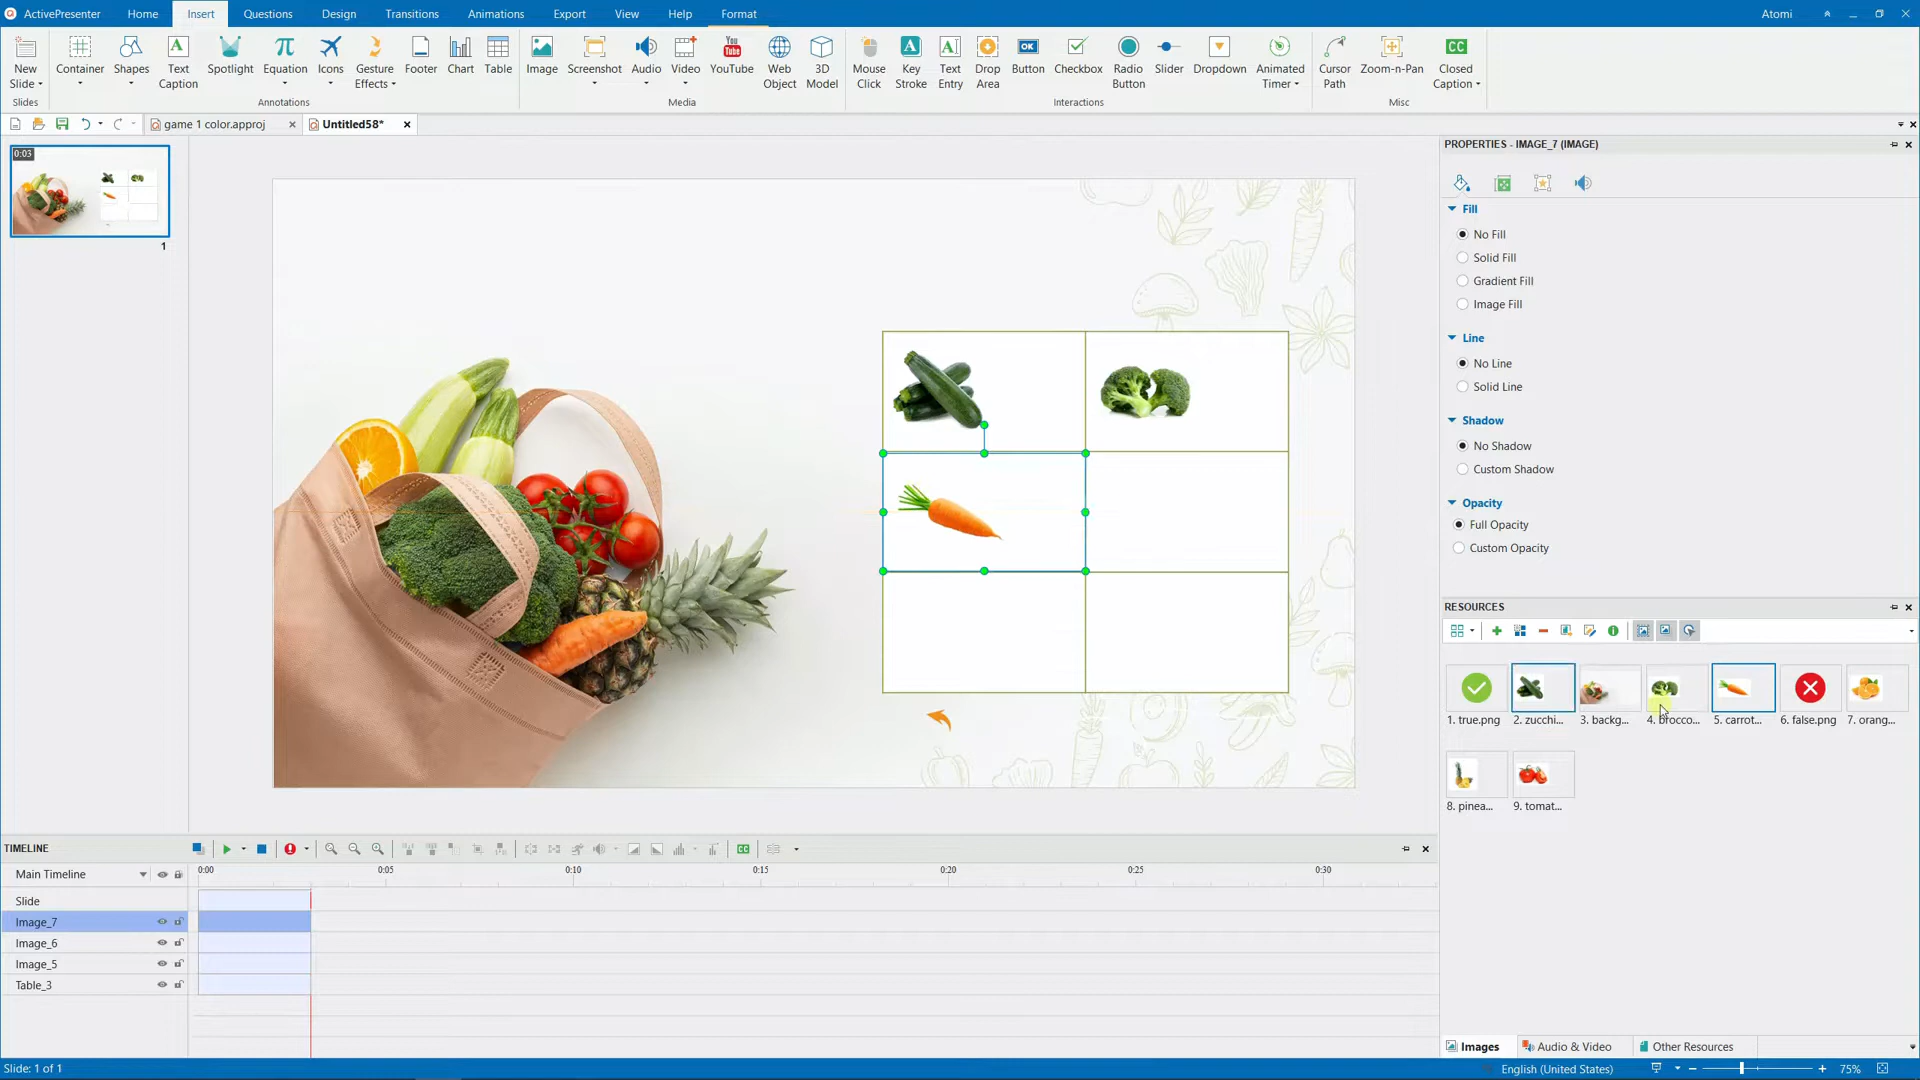 ActivePresenter
Home
Insert
Questions
Design
Transitions
Animations
Export
View
Help
Format
Atomi
New
Slide
Container
Shapes
Text
Caption
Spotlight
Equation
Icons
Gesture
Effects
Footer
Chart
Table
Image
Screenshot
Audio
Video
YouTube
Web
Object
3D
Model
Mouse
Click
Key
Stroke
Text
Entry
Drop
Area
Button
Checkbox
Radio
Button
Slider
Dropdown
Animated
Timer
Cursor
Path
Zoom-n-Pan
Closed
Caption
Slides
Annotations
Media
Interactions
Misc
game 1 color.approj
Untitled58*
0:03
1
PROPERTIES - IMAGE_7 (IMAGE)
Fill
No Fill
Solid Fill
Gradient Fill
Image Fill
Line
No Line
Solid Line
Shadow
No Shadow
Custom Shadow
Opacity
Full Opacity
Custom Opacity
RESOURCES
1. true.png
2. zucchi...
3. backg...
4. brocco...
5. carrot...
6. false.png
7. orang...
8. pinea...
9. tomat...
Images
Audio & Video
Other Resources
TIMELINE
Main Timeline
0:00
0:05
0:10
0:15
0:20
0:25
0:30
Slide
Image_7
Image_6
Image_5
Table_3
Slide: 1 of 1
English (United States)
75%